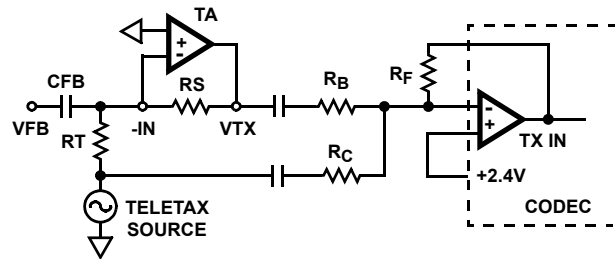 TA
+
-
CFB
RS
RB
RF
VFB
-IN
VTX
-
+
TX IN
RT
RC
+2.4V
TELETAX
SOURCE
CODEC